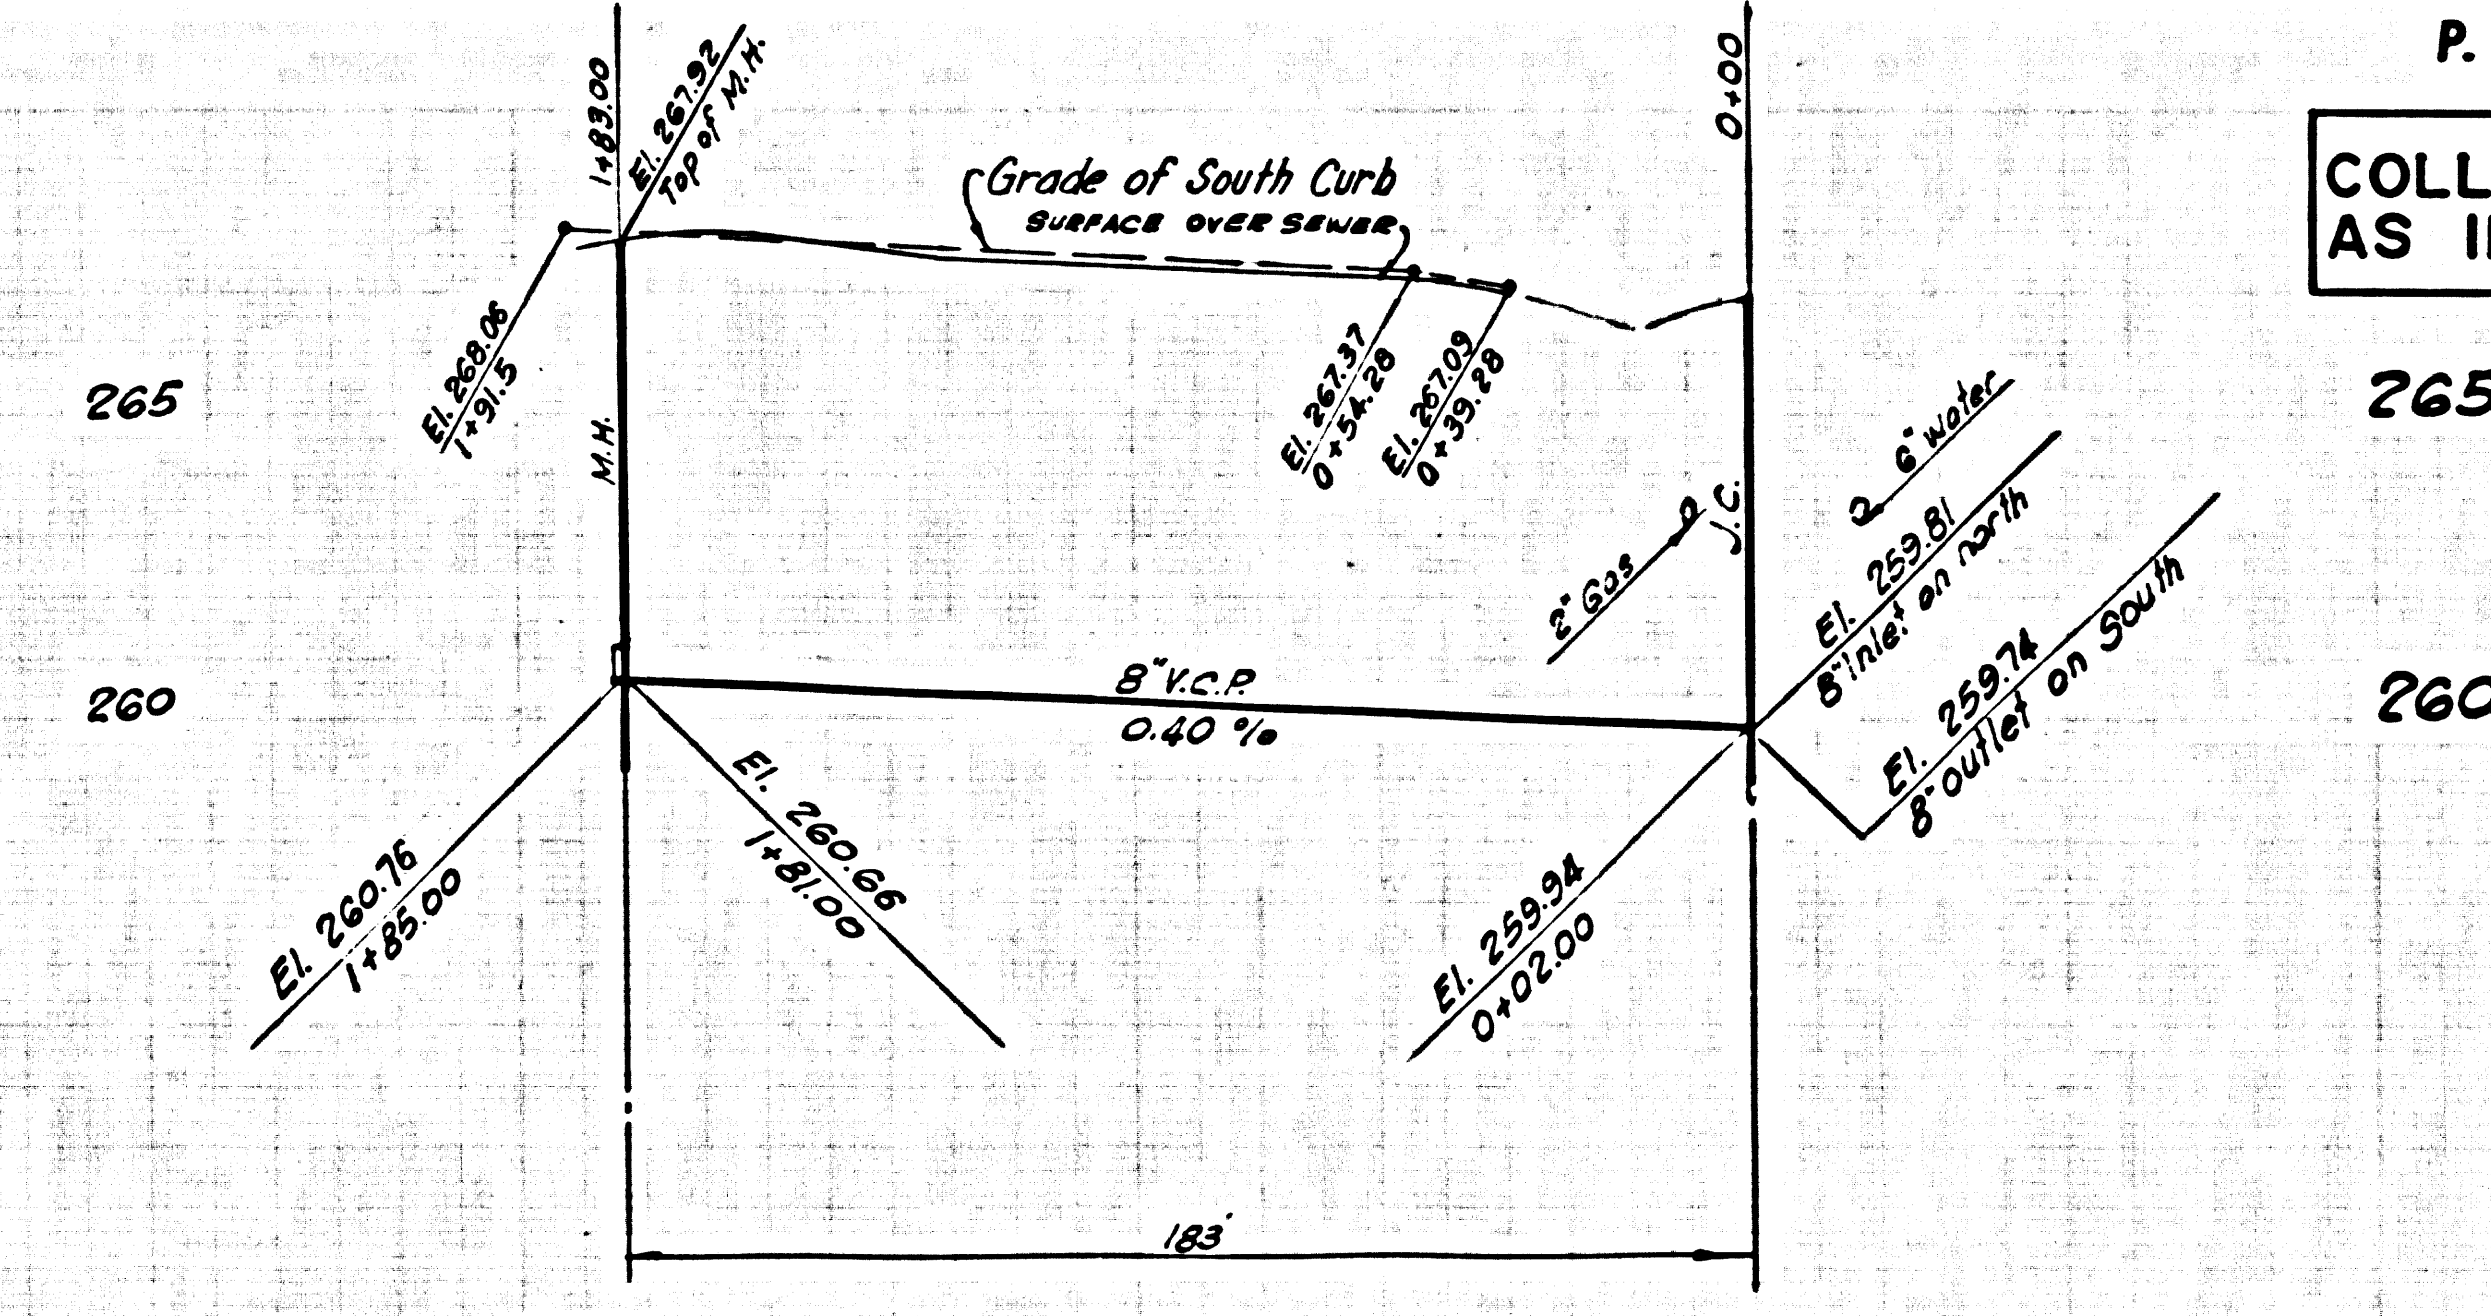 P.
COLL
AS I
1+83.00
El. 267.92
Top of M.H.
0+00
Grade of South Curb
SURFACE OVER SEWER
El. 268.06
1+91.5
265
M.H.
El. 267.37
0+54.28
El. 267.09
0+39.28
265
6" water
2" Gas
J.C.
El. 259.81
8" inlet on north
El. 259.74
8" outlet on South
260
8" V.C.P.
0.40 %
260
El. 260.76
1+85.00
El. 260.66
1+81.00
El. 259.94
0+02.00
183'